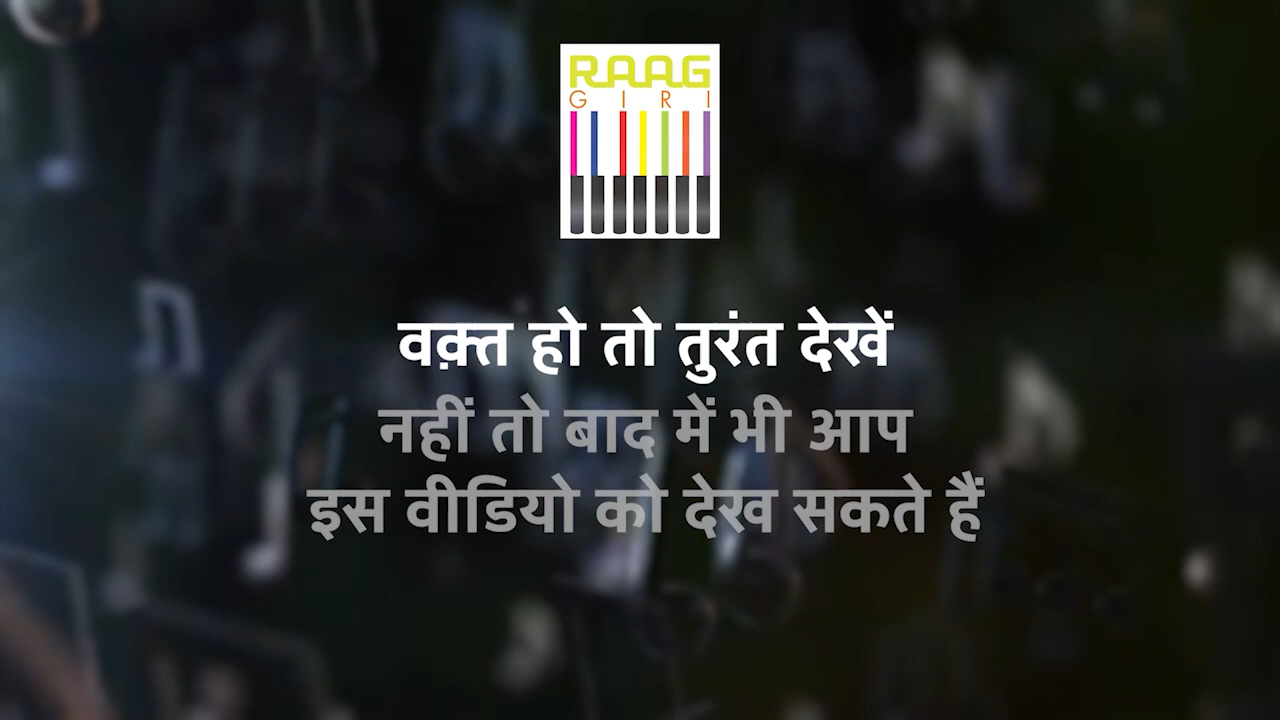 RAAG
GIRI
वक़्त हो तो तुरंत देखें
नहीं तो बाद में भी आप
इस वीडियो को देख सकते हैं